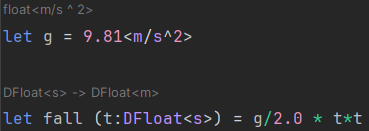 float<m/s ^ 2>
let g = 9.81<m/s^2>
DFloat<s> -> DFloat<m>
let fall (t:DFloat<s>) = g/2.0 * t*t